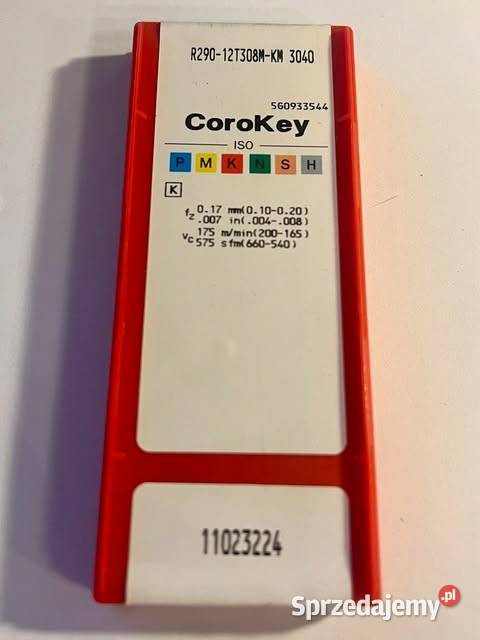 R290-12T308M-KM 3040
560933544
CoroKey
ISO
P M K N S H
K
fz 0.17 mm(0.10-0.20)
.007 in(.004-.008)
vc 175 m/min(200-165)
575 sfm(660-540)
11023224
Sprzedajemy.pl